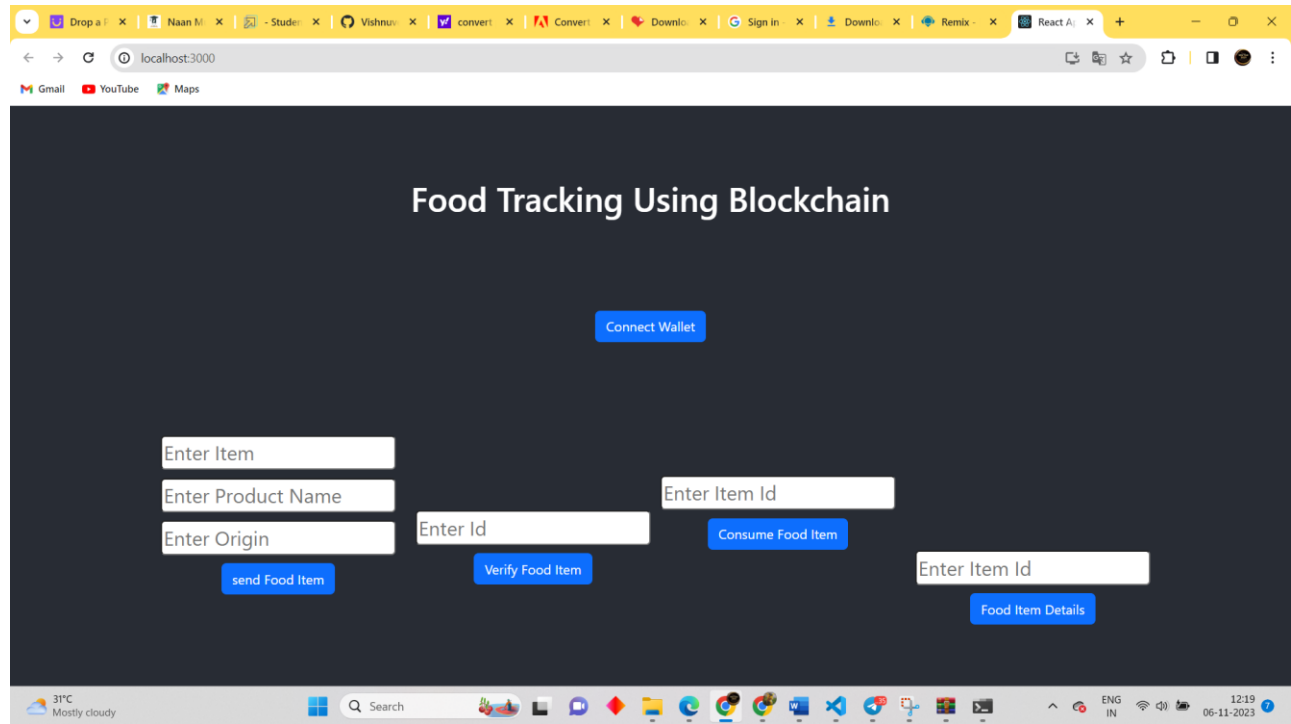 Drop a F
Naan M
- Studen
Vishnuv
convert
Convert
Downlo
Sign in -
Downlo
Remix -
React A
localhost:3000
Gmail
YouTube
Maps
Food Tracking Using Blockchain
Connect Wallet
Enter Item
Enter Product Name
Enter Origin
send Food Item
Enter Id
Verify Food Item
Enter Item Id
Consume Food Item
Enter Item Id
Food Item Details
31°C
Mostly cloudy
Search
ENG
IN
12:19
06-11-2023
7